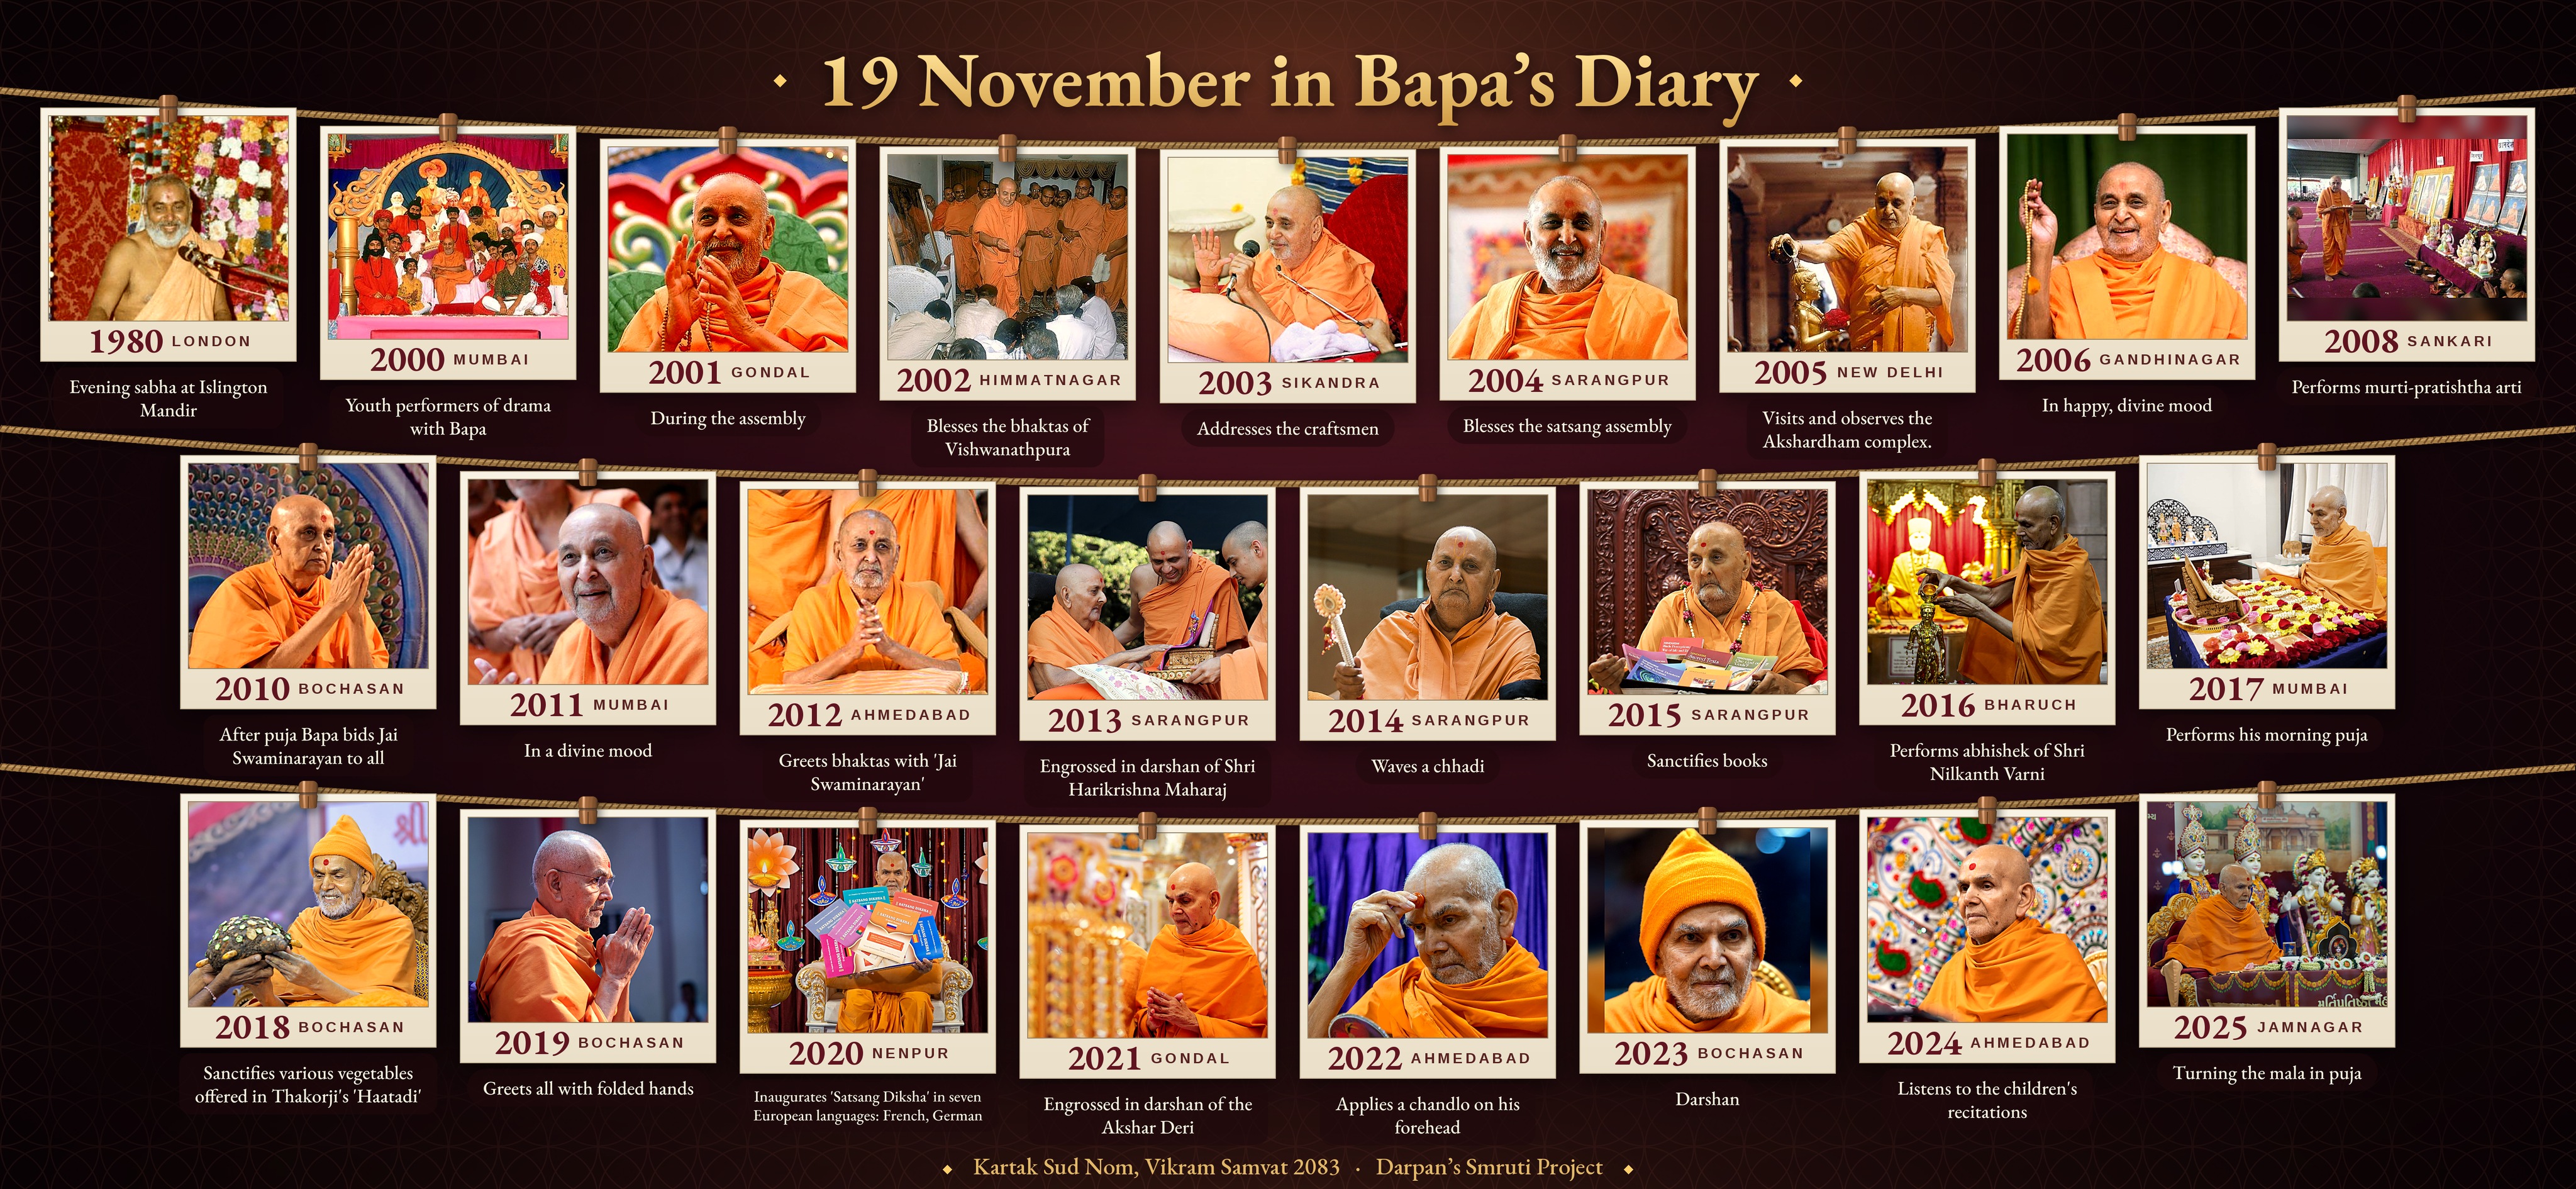 19 November in Bapa's Diary
1980 LONDON
Evening sabha at Islington
Mandir
2000 MUMBAI
Youth performers of drama
with Bapa
2001 GONDAL
During the assembly
2002 HIMMATNAGAR
Blesses the bhaktas of
Vishwanathpura
2003 SIKANDRA
Addresses the craftsmen
2004 SARANGPUR
Blesses the satsang assembly
2005 NEW DELHI
Visits and observes the
Akshardham complex.
2006 GANDHINAGAR
In happy, divine mood
2008 SANKARI
Performs murti-pratishtha arti
2010 BOCHASAN
After puja Bapa bids Jai
Swaminarayan to all
2011 MUMBAI
In a divine mood
2012 AHMEDABAD
Greets bhaktas with 'Jai
Swaminarayan'
2013 SARANGPUR
Engrossed in darshan of Shri
Harikrishna Maharaj
2014 SARANGPUR
Waves a chhadi
2015 SARANGPUR
Sanctifies books
2016 BHARUCH
Performs abhishek of Shri
Nilkanth Varni
2017 MUMBAI
Performs his morning puja
श्री
2018 BOCHASAN
Sanctifies various vegetables
offered in Thakorji's 'Haatadi'
2019 BOCHASAN
Greets all with folded hands
2020 NENPUR
Inaugurates 'Satsang Diksha' in seven
European languages: French, German
2021 GONDAL
Engrossed in darshan of the
Akshar Deri
2022 AHMEDABAD
Applies a chandlo on his
forehead
2023 BOCHASAN
Darshan
2024 AHMEDABAD
Listens to the children's
recitations
2025 JAMNAGAR
Turning the mala in puja
Kartak Sud Nom, Vikram Samvat 2083 · Darpan's Smruti Project